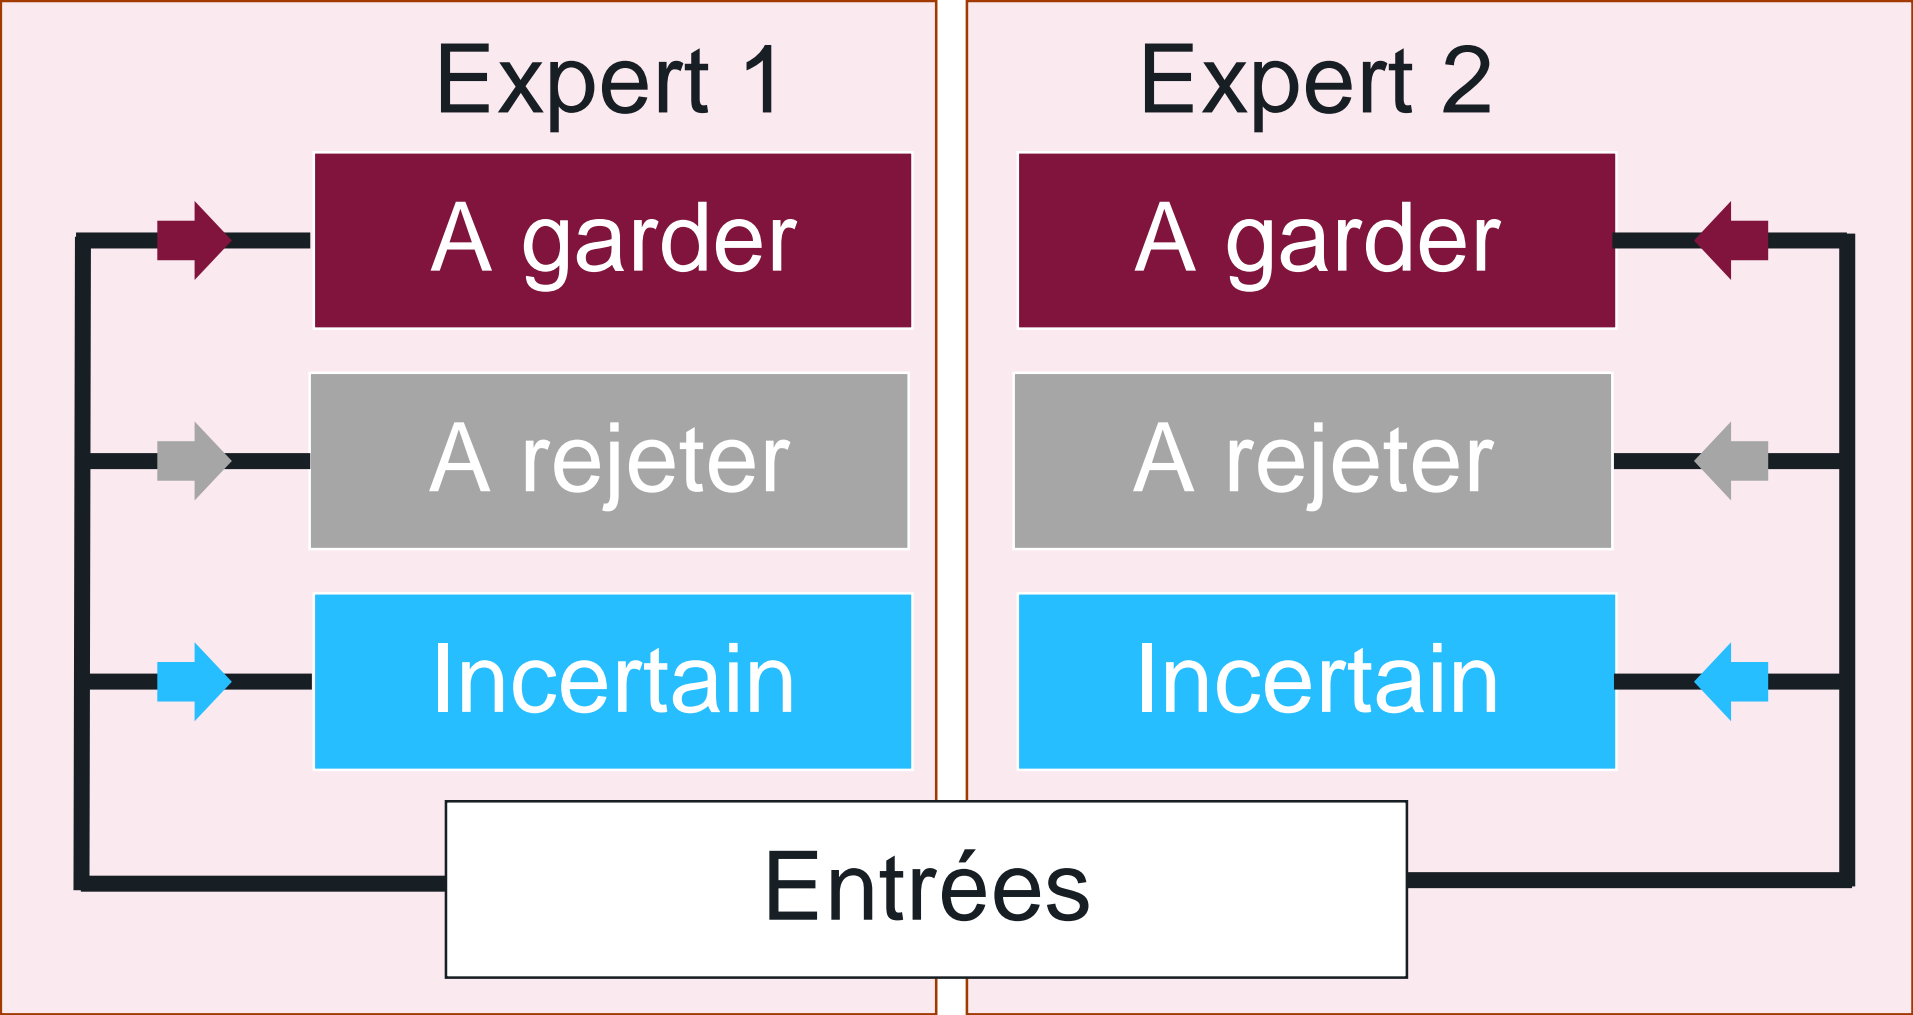 Expert 1
A garder
A rejeter
Incertain
Expert 2
A garder
A rejeter
Incertain
Entrées